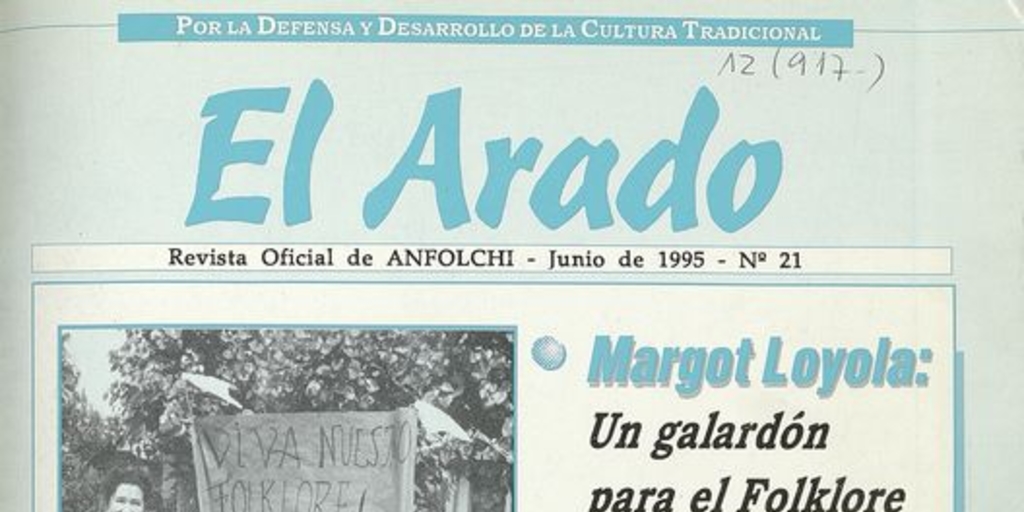 POR LA DEFENSA Y DESARROLLO DE LA CULTURA TRADICIONAL
12 (917-)
El Arado
Revista Oficial de ANFOLCHI - Junio de 1995 - Nº 21
Margot Loyola:
Un galardón
para el Folklore
VIVA NUESTO
FOLKLORE!